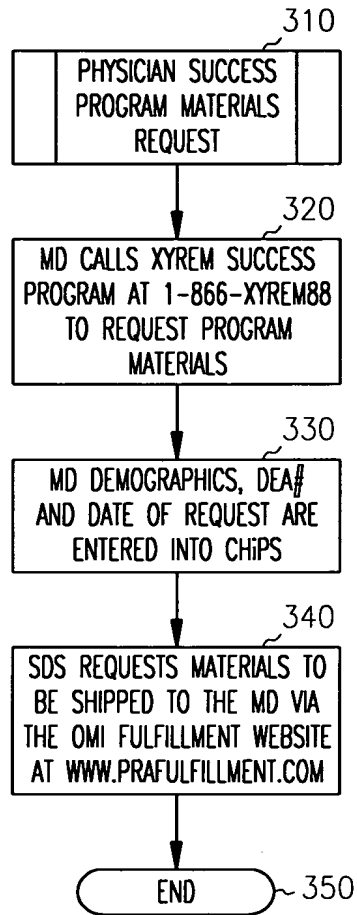 310
PHYSICIAN SUCCESS
PROGRAM MATERIALS
REQUEST
320
MD CALLS XYREM SUCCESS
PROGRAM AT 1-866-XYREM88
TO REQUEST PROGRAM
MATERIALS
330
MD DEMOGRAPHICS, DEA#
AND DATE OF REQUEST ARE
ENTERED INTO CHiPS
340
SDS REQUESTS MATERIALS TO
BE SHIPPED TO THE MD VIA
THE OMI FULFILLMENT WEBSITE
AT WWW.PRAFULFILLMENT.COM
END
350